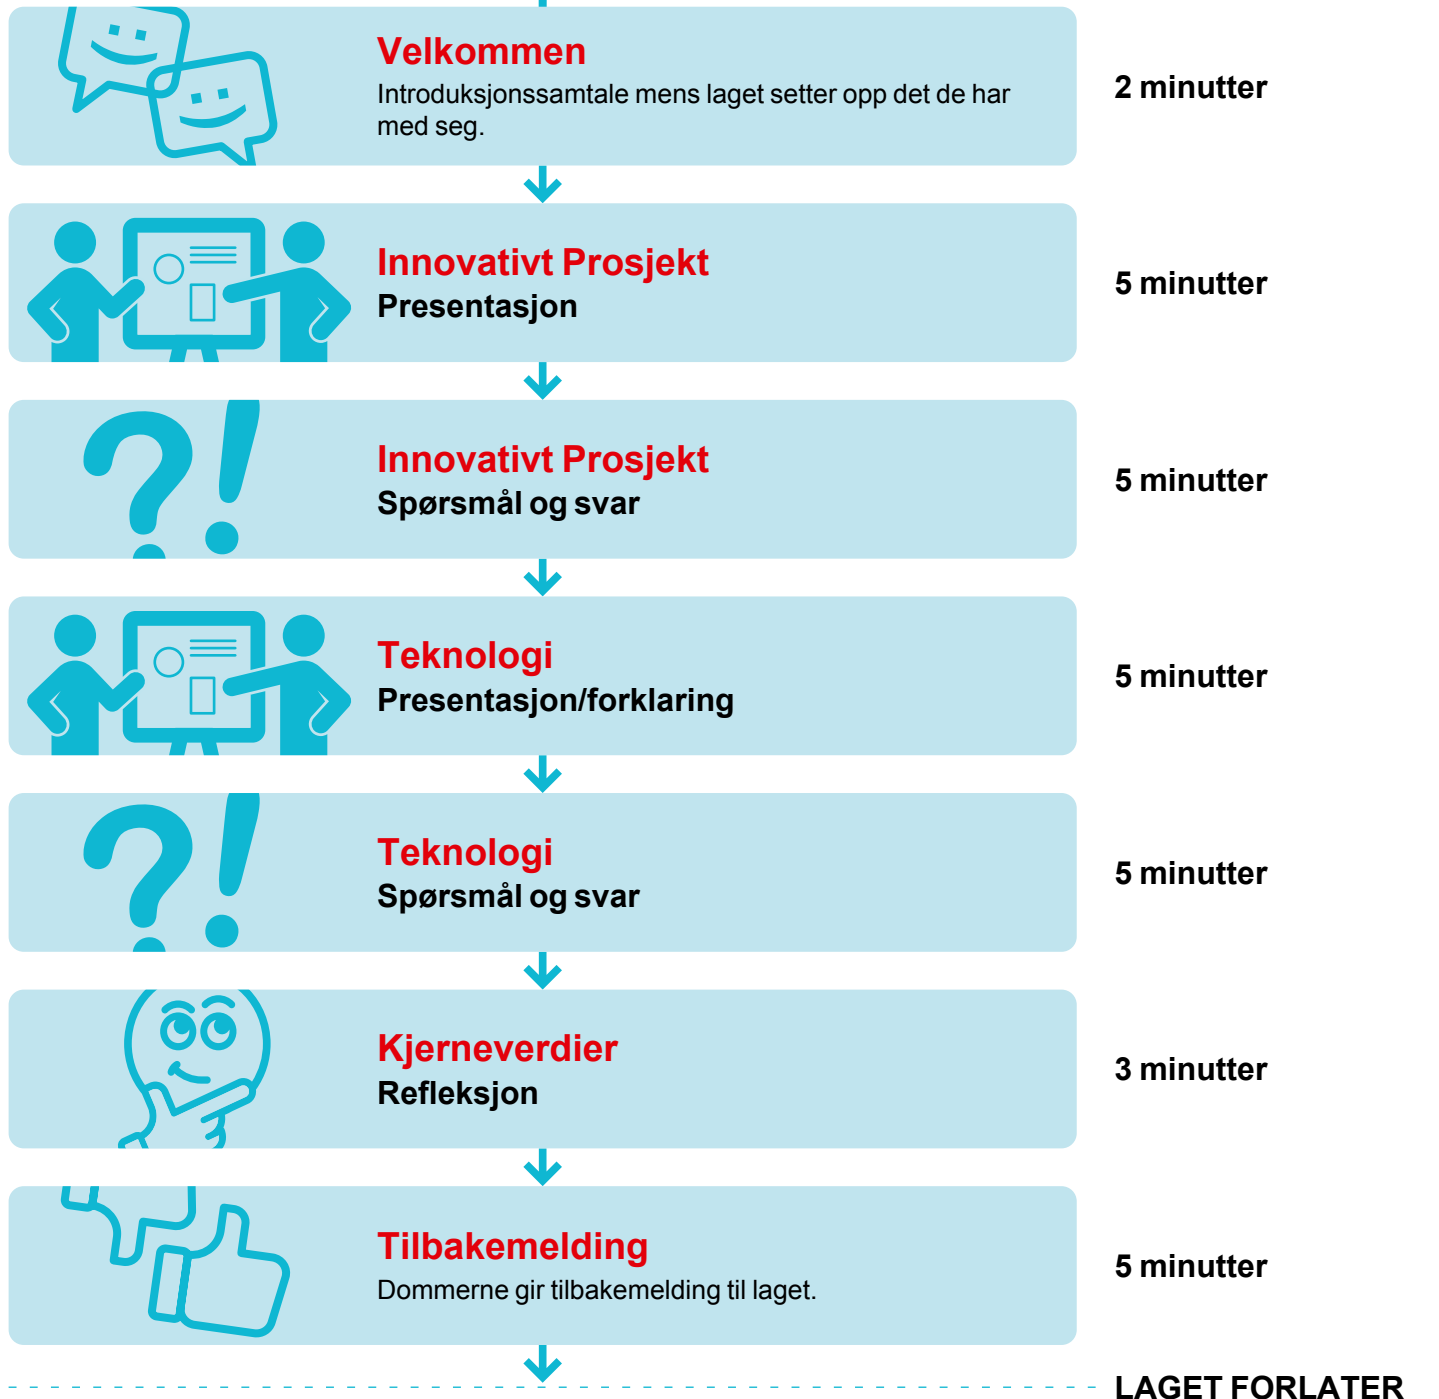 Velkommen
Introduksjonssamtale mens laget setter opp det de har
med seg.
2 minutter
Innovativt Prosjekt
Presentasjon
5 minutter
Innovativt Prosjekt
Spørsmål og svar
5 minutter
Teknologi
Presentasjon/forklaring
5 minutter
Teknologi
Spørsmål og svar
5 minutter
Kjerneverdier
Refleksjon
3 minutter
Tilbakemelding
Dommerne gir tilbakemelding til laget.
5 minutter
LAGET FORLATER